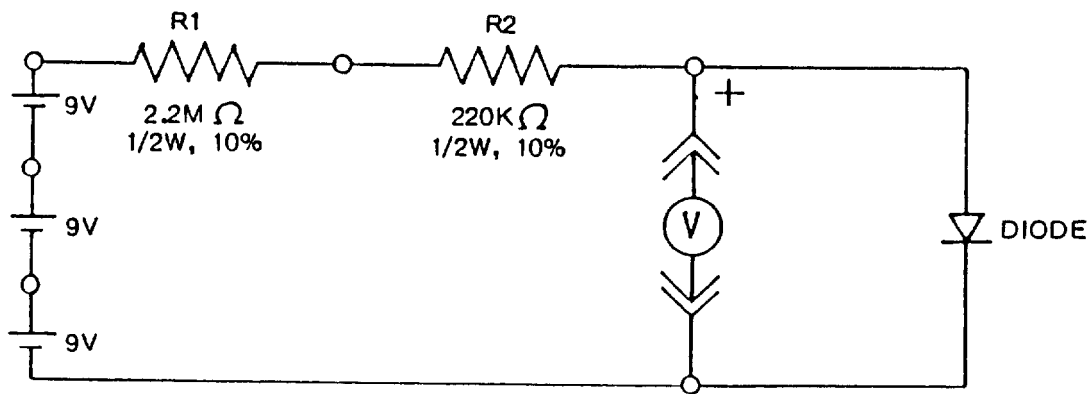 R1
R2
2.2M Ω
1/2W, 10%
220K Ω
1/2W, 10%
9V
9V
9V
+
V
DIODE